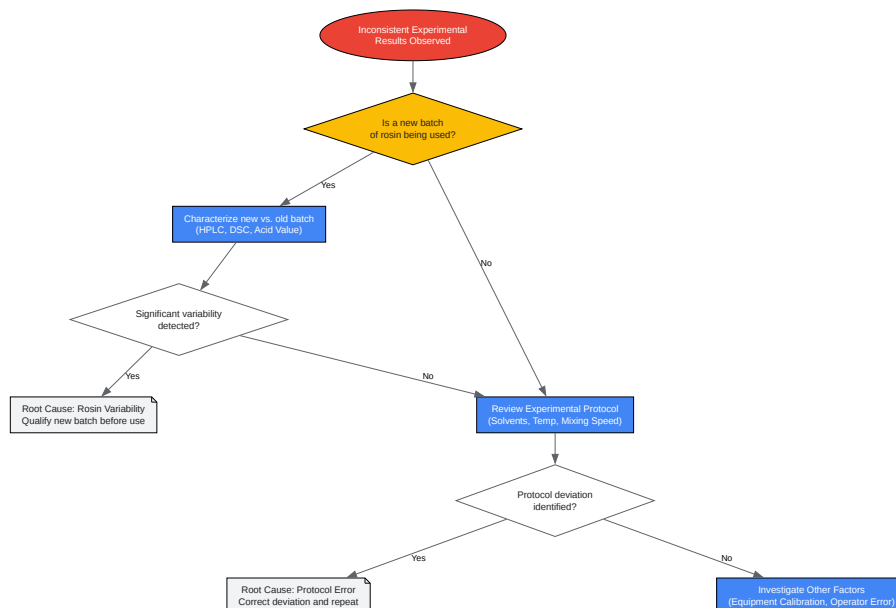 Inconsistent Experimental
Results Observed
Is a new batch
of rosin being used?
Yes
Characterize new vs. old batch
(HPLC, DSC, Acid Value)
No
Significant variability
detected?
Yes
No
Root Cause: Rosin Variability
Qualify new batch before use
Review Experimental Protocol
(Solvents, Temp, Mixing Speed)
Protocol deviation
identified?
Yes
No
Root Cause: Protocol Error
Correct deviation and repeat
Investigate Other Factors
(Equipment Calibration, Operator Error)